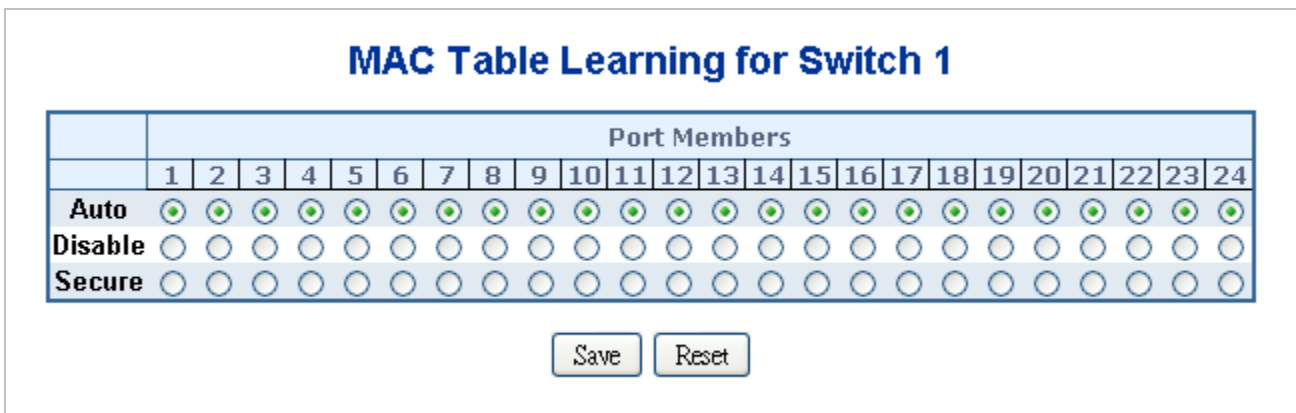 MAC Table Learning for Switch 1
Port Members
1 2 3 4 5 6 7 8 9 10 11 12 13 14 15 16 17 18 19 20 21 22 23 24
Auto
Disable
Secure
Save Reset